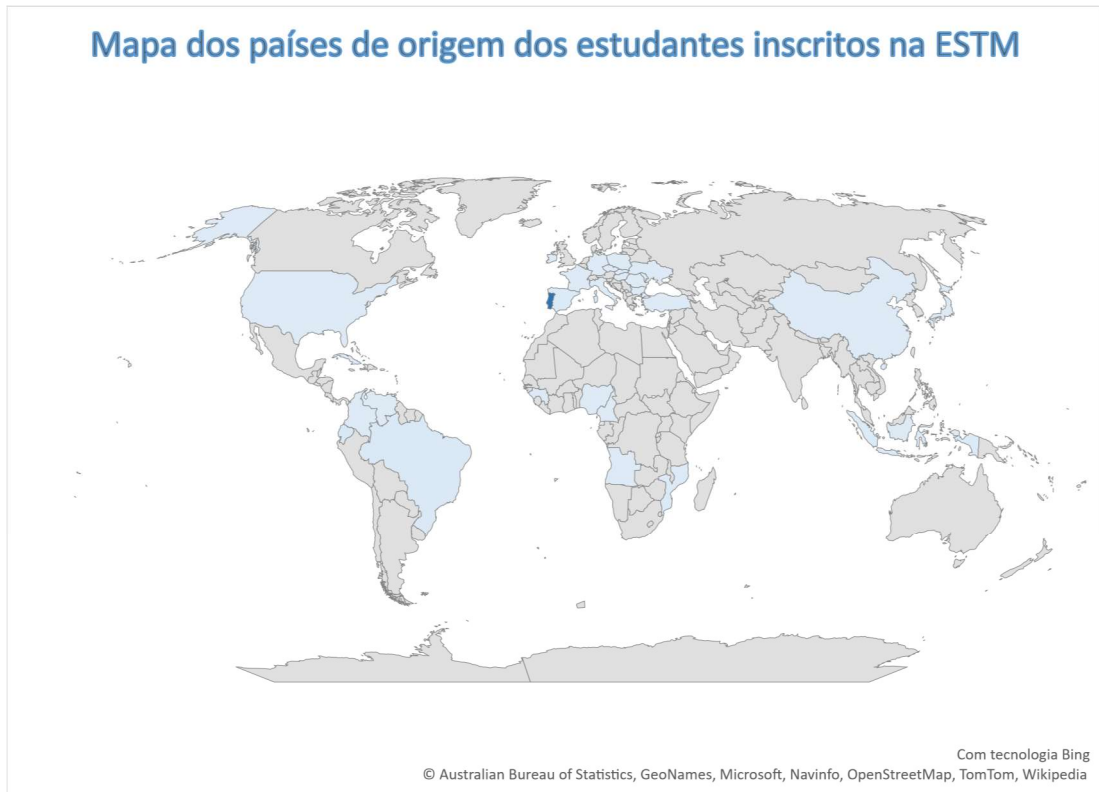 Mapa dos países de origem dos estudantes inscritos na ESTM
Com tecnologia Bing
© Australian Bureau of Statistics, GeoNames, Microsoft, Navinfo, OpenStreetMap, TomTom, Wikipedia